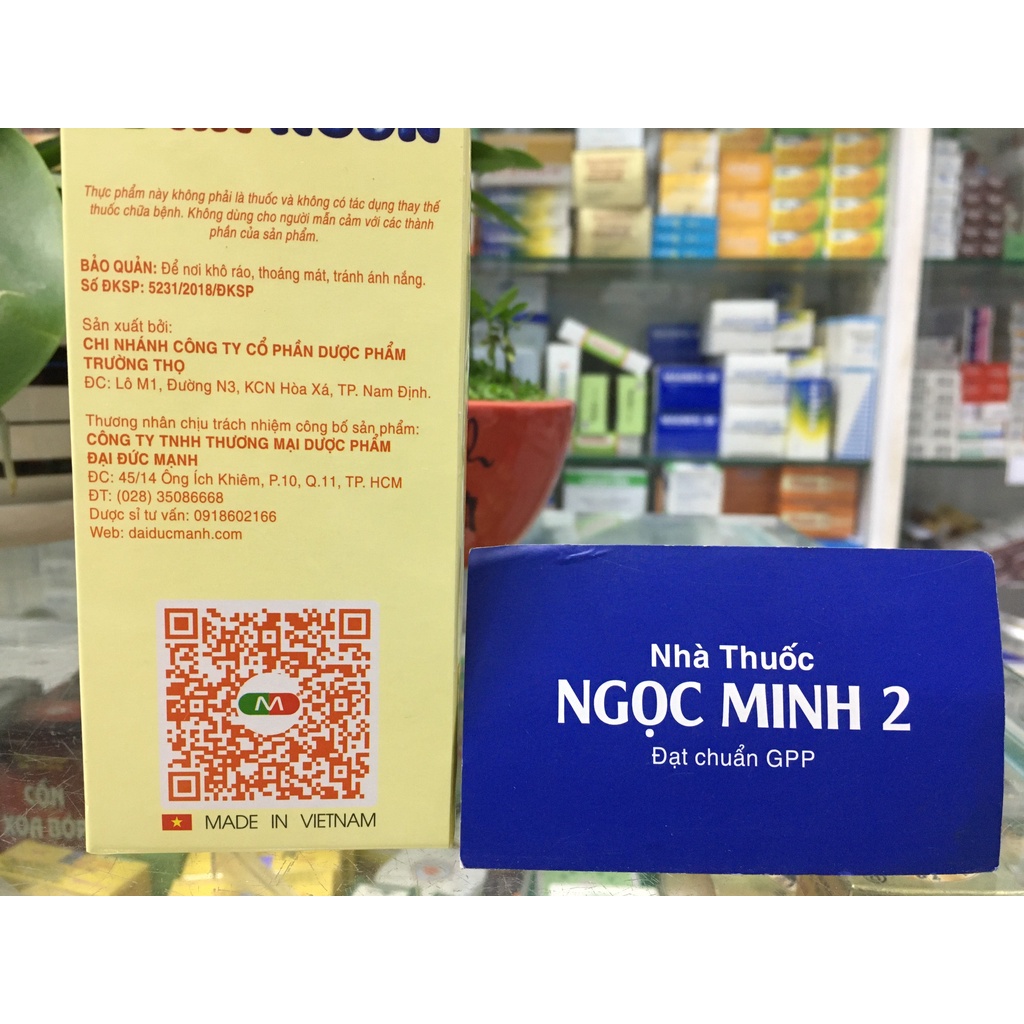 Thực phẩm này không phải là thuốc và không có tác dụng thay thế
thuốc chữa bệnh. Không dùng cho người mẫn cảm với các thành
phần của sản phẩm.
BẢO QUẢN: Để nơi khô ráo, thoáng mát, tránh ánh nắng.
Số ĐKSP: 5231/2018/ĐKSP
Sản xuất bởi:
CHI NHÁNH CÔNG TY CỔ PHẦN DƯỢC PHẨM
TRƯỜNG THỌ
ĐC: Lô M1, Đường N3, KCN Hòa Xá, TP. Nam Định.
Thương nhân chịu trách nhiệm công bố sản phẩm:
CÔNG TY TNHH THƯƠNG MẠI DƯỢC PHẨM
ĐẠI ĐỨC MẠNH
ĐC: 45/14 Ông Ích Khiêm, P.10, Q.11, TP. HCM
ĐT: (028) 35086668
Dược sĩ tư vấn: 0918602166
Web: daiducmanh.com
M
MADE IN VIETNAM
Nhà Thuốc
NGỌC MINH 2
Đạt chuẩn GPP
CỒN
XOA BÓP